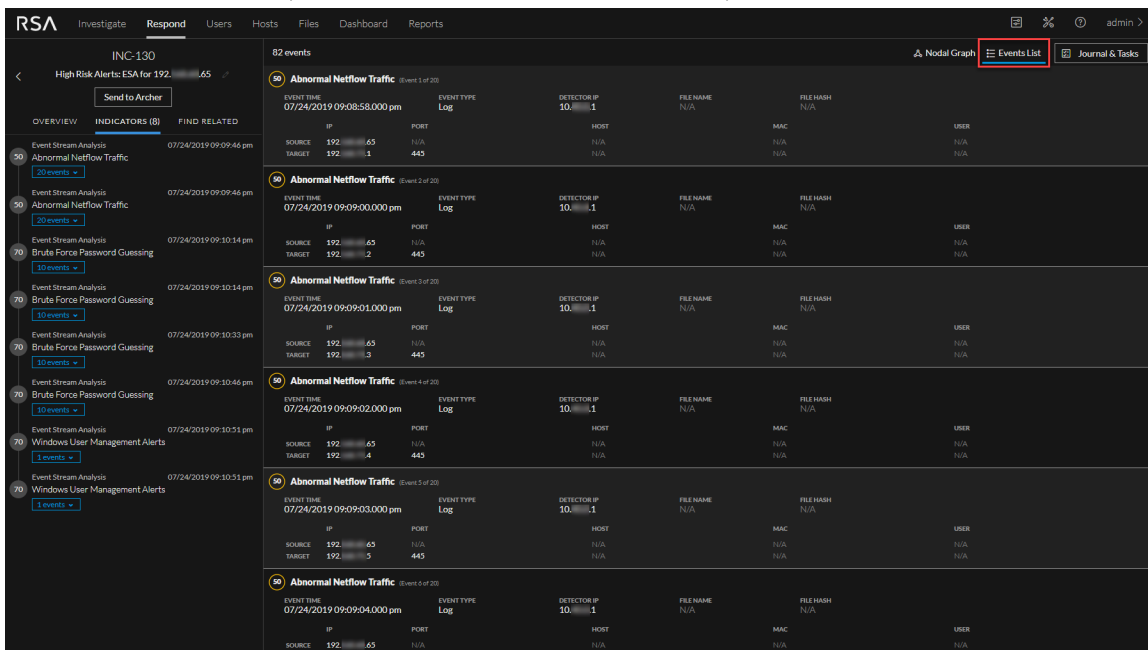 RSA Investigate Respond Users Hosts Files Dashboard Reports admin >
INC-130
High Risk Alerts: ESA for 192. .65
Send to Archer
OVERVIEW INDICATORS (8) FIND RELATED
Event Stream Analysis 07/24/2019 09:09:46 pm
50 Abnormal Netflow Traffic
20 events
Event Stream Analysis 07/24/2019 09:09:46 pm
50 Abnormal Netflow Traffic
20 events
Event Stream Analysis 07/24/2019 09:10:14 pm
70 Brute Force Password Guessing
10 events
Event Stream Analysis 07/24/2019 09:10:14 pm
70 Brute Force Password Guessing
10 events
Event Stream Analysis 07/24/2019 09:10:33 pm
70 Brute Force Password Guessing
10 events
Event Stream Analysis 07/24/2019 09:10:46 pm
70 Brute Force Password Guessing
10 events
Event Stream Analysis 07/24/2019 09:10:51 pm
70 Windows User Management Alerts
1 events
Event Stream Analysis 07/24/2019 09:10:51 pm
70 Windows User Management Alerts
1 events
82 events Nodal Graph Events List Journal & Tasks
50 Abnormal Netflow Traffic (Event 1 of 20)
EVENT TIME EVENT TYPE DETECTOR IP FILE NAME FILE HASH
07/24/2019 09:08:58.000 pm Log 10. .1 N/A N/A
IP PORT HOST MAC USER
SOURCE 192. .65 N/A N/A N/A N/A
TARGET 192. .1 445 N/A N/A N/A
50 Abnormal Netflow Traffic (Event 2 of 20)
EVENT TIME EVENT TYPE DETECTOR IP FILE NAME FILE HASH
07/24/2019 09:09:00.000 pm Log 10. .1 N/A N/A
IP PORT HOST MAC USER
SOURCE 192. .65 N/A N/A N/A N/A
TARGET 192. .2 445 N/A N/A N/A
50 Abnormal Netflow Traffic (Event 3 of 20)
EVENT TIME EVENT TYPE DETECTOR IP FILE NAME FILE HASH
07/24/2019 09:09:01.000 pm Log 10. .1 N/A N/A
IP PORT HOST MAC USER
SOURCE 192. .65 N/A N/A N/A N/A
TARGET 192. .3 445 N/A N/A N/A
50 Abnormal Netflow Traffic (Event 4 of 20)
EVENT TIME EVENT TYPE DETECTOR IP FILE NAME FILE HASH
07/24/2019 09:09:02.000 pm Log 10. .1 N/A N/A
IP PORT HOST MAC USER
SOURCE 192. .65 N/A N/A N/A N/A
TARGET 192. .4 445 N/A N/A N/A
50 Abnormal Netflow Traffic (Event 5 of 20)
EVENT TIME EVENT TYPE DETECTOR IP FILE NAME FILE HASH
07/24/2019 09:09:03.000 pm Log 10. .1 N/A N/A
IP PORT HOST MAC USER
SOURCE 192. .65 N/A N/A N/A N/A
TARGET 192. .5 445 N/A N/A N/A
50 Abnormal Netflow Traffic (Event 6 of 20)
EVENT TIME EVENT TYPE DETECTOR IP FILE NAME FILE HASH
07/24/2019 09:09:04.000 pm Log 10. .1 N/A N/A
IP PORT HOST MAC USER
SOURCE 192. .65 N/A N/A N/A N/A